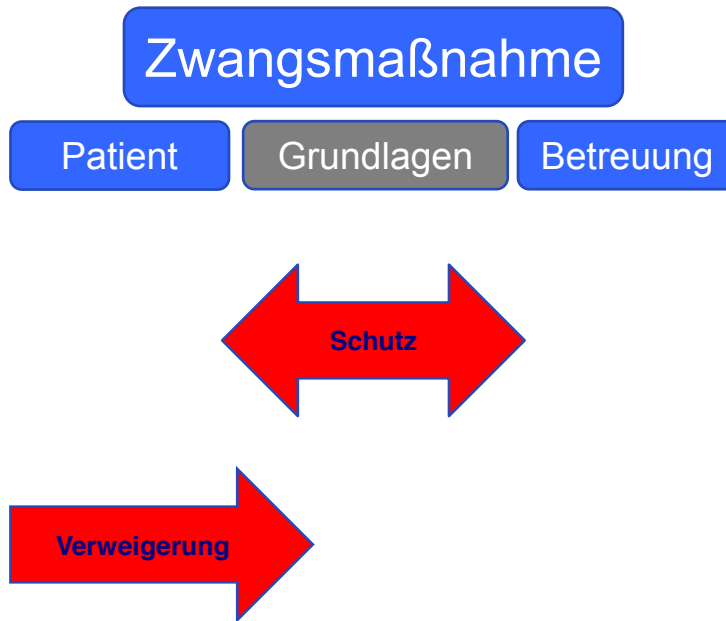 Zwangsmaßnahme
Patient
Grundlagen
Betreuung
Schutz
Verweigerung